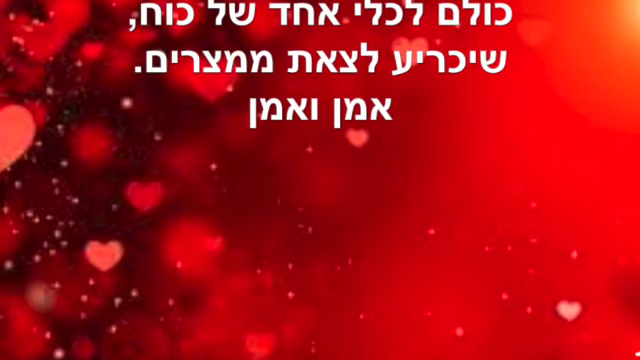 כולם לכלי אחד של כוח,
שיכריע לצאת ממצרים.
אמן ואמן